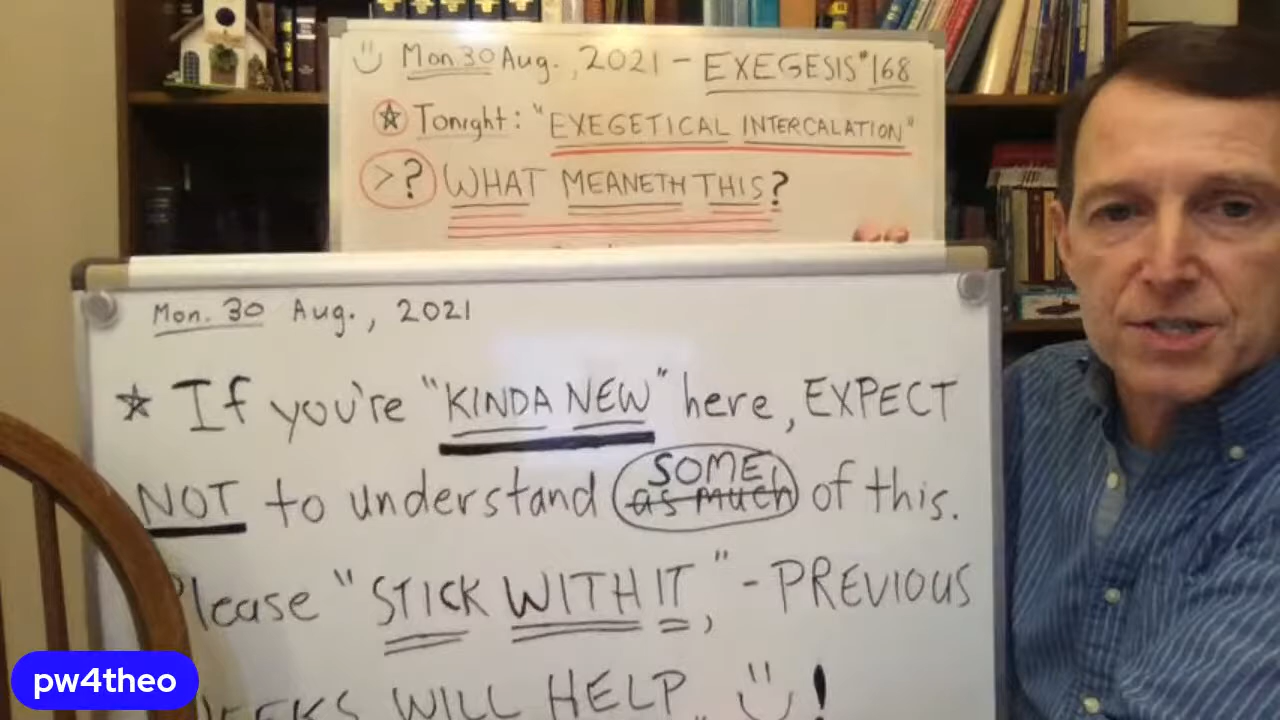 Mon 30 Aug., 2021 - EXEGESIS #168
Tonight: "EXEGETICAL INTERCALATION"
>? WHAT MEANETH THIS?
Mon. 30 Aug., 2021
If you're "KINDA NEW" here, EXPECT
NOT to understand SOME as much of this.
Please "STICK WITH IT," - PREVIOUS
WILL HELP !
pw4theo